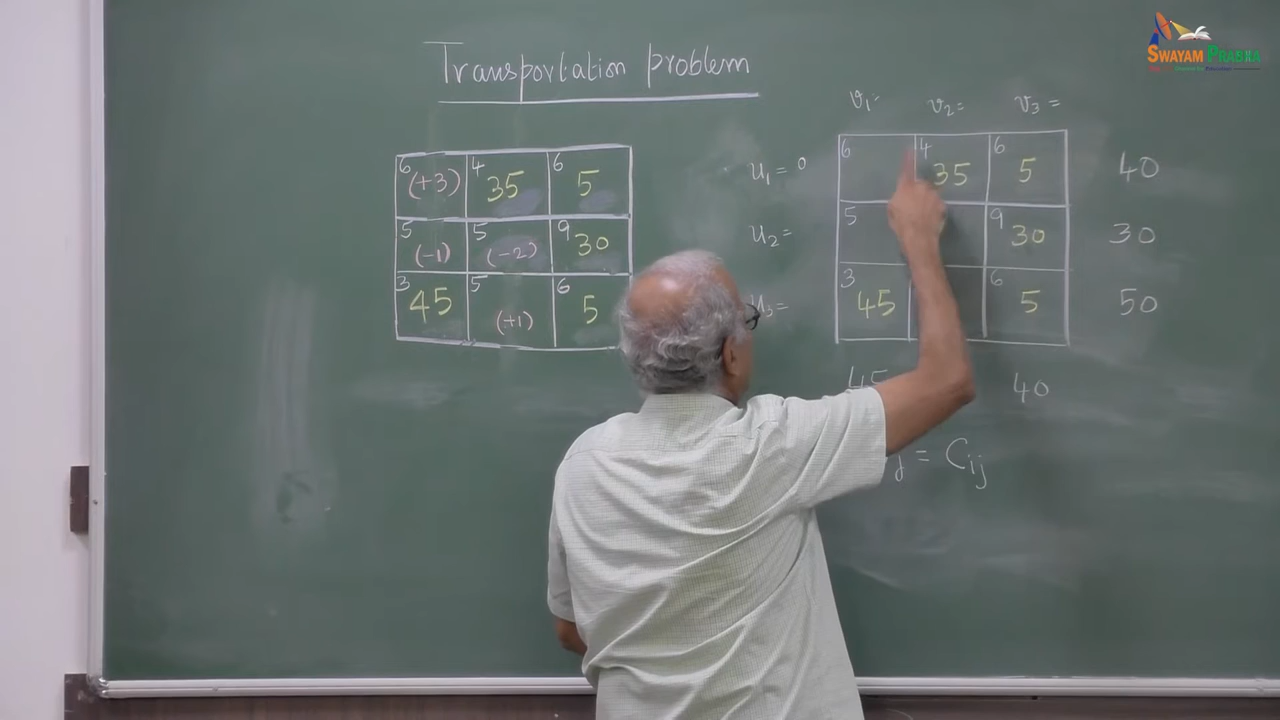 SWAYAM PRABHA
Transportation problem
v1= v2= v3=
6 (+3) 4 35 6 5
5 (-1) 5 (-2) 9 30
3 45 5 (+1) 6 5
u1 = 0 6 4 35 6 5 40
u2 = 5 9 30 30
u3 = 3 45 6 5 50
45 40
j = Cij